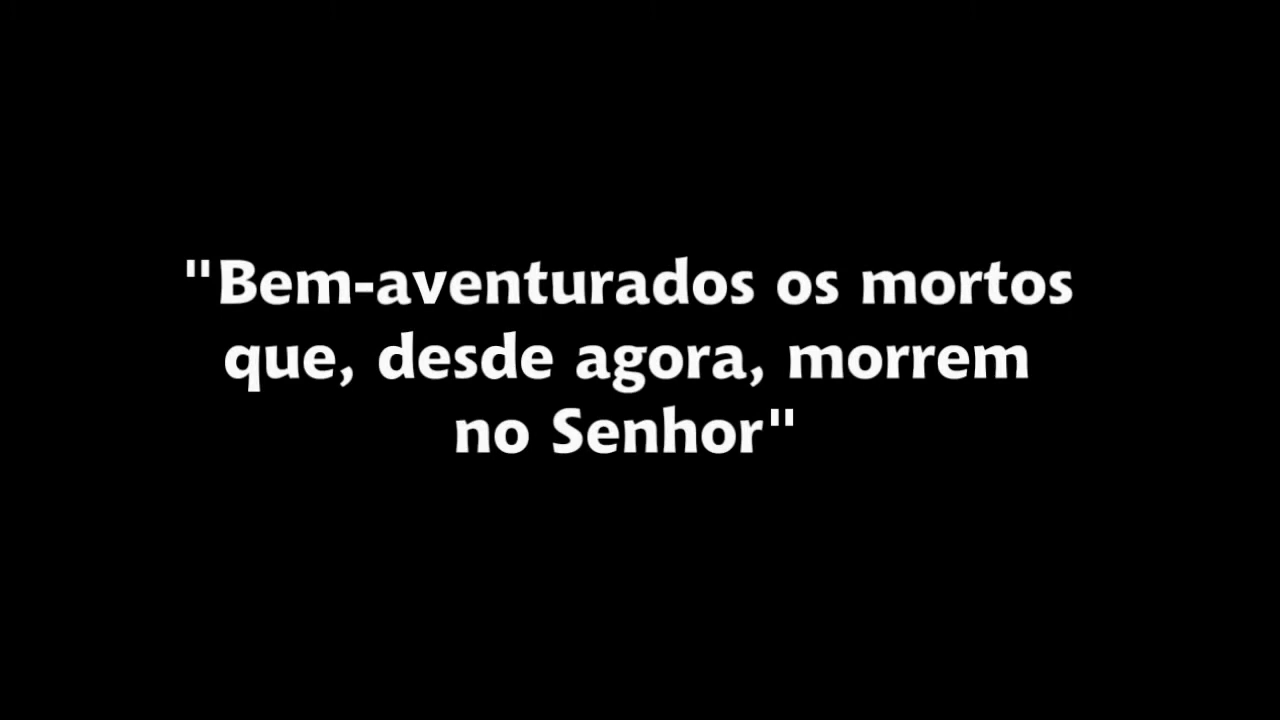 "Bem-aventurados os mortos
que, desde agora, morrem
no Senhor"